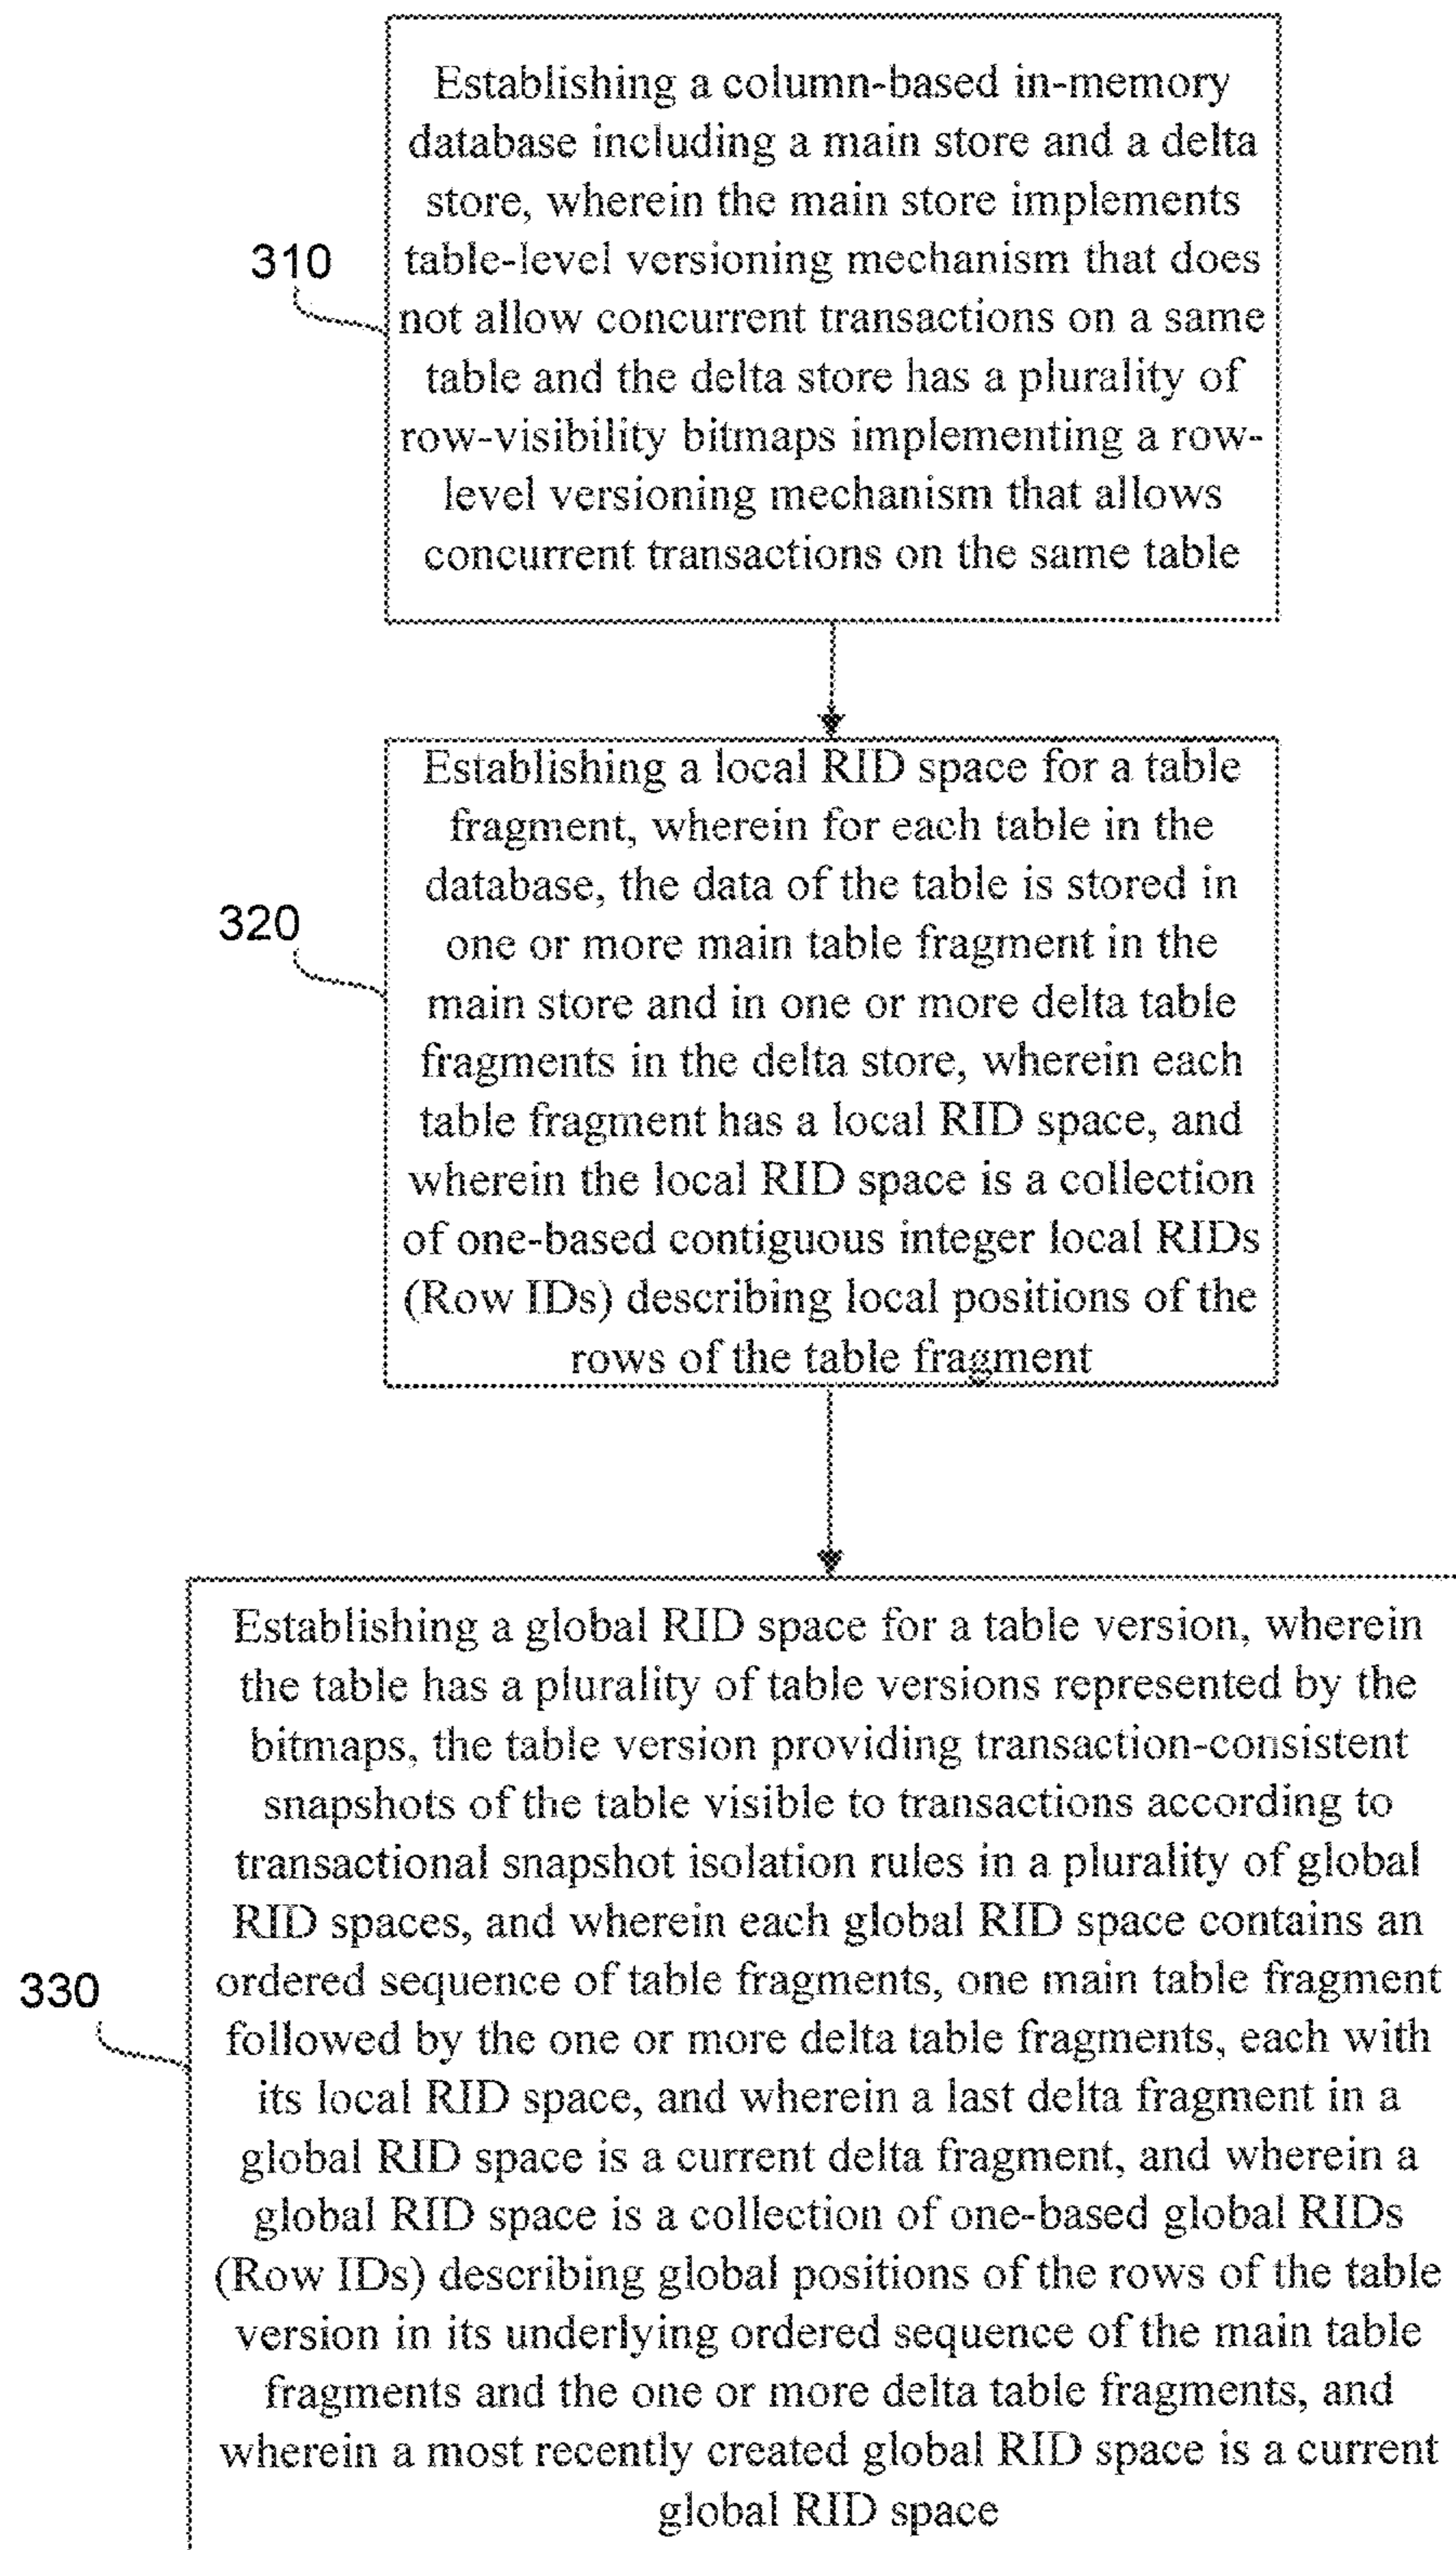 Establishing a column-based in-memory
database including a main store and a delta
store, wherein the main store implements
310
table-level versioning mechanism that does
not allow concurrent transactions on a same
table and the delta store has a plurality of
row-visibility bitmaps implementing a row-
level versioning mechanism that allows
concurrent transactions on the same table
Establishing a local RID space for a table
fragment, wherein for each table in the
database, the data of the table is stored in
320
one or more main table fragment in the
main store and in one or more delta table
fragments in the delta store, wherein each
table fragment has a local RID space, and
wherein the local RID space is a collection
of one-based contiguous integer local RIDs
(Row IDs) describing local positions of the
rows of the table fragment
Establishing a global RID space for a table version, wherein
the table has a plurality of table versions represented by the
bitmaps, the table version providing transaction-consistent
snapshots of the table visible to transactions according to
transactional snapshot isolation rules in a plurality of global
RID spaces, and wherein each global RID space contains an
330
ordered sequence of table fragments, one main table fragment
followed by the one or more delta table fragments, each with
its local RID space, and wherein a last delta fragment in a
global RID space is a current delta fragment, and wherein a
global RID space is a collection of one-based global RIDs
(Row IDs) describing global positions of the rows of the table
version in its underlying ordered sequence of the main table
fragments and the one or more delta table fragments, and
wherein a most recently created global RID space is a current
global RID space